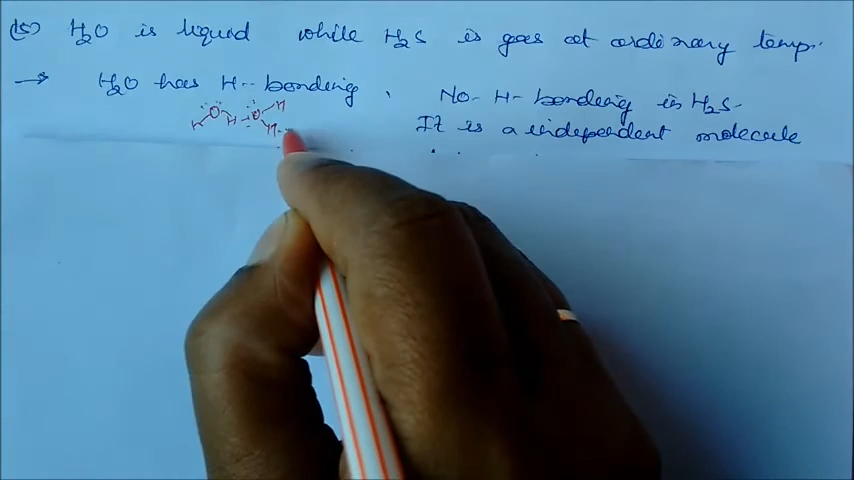 (15) H2O is liquid while H2S is gas at ordinary temp.
→ H2O has H-bonding. No H-bonding in H2S.
It is a independent molecule
H O H O H H